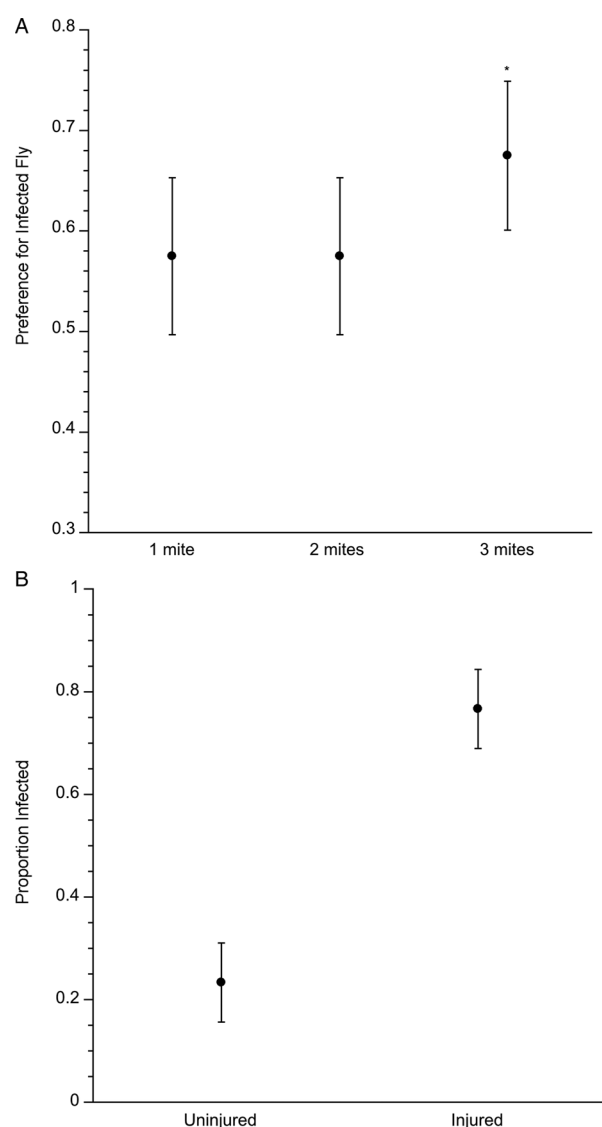 A
Preference for Infected Fly
0.8
0.7
0.6
0.5
0.4
0.3
*
1 mite
2 mites
3 mites
B
Proportion Infected
1
0.8
0.6
0.4
0.2
0
Uninjured
Injured